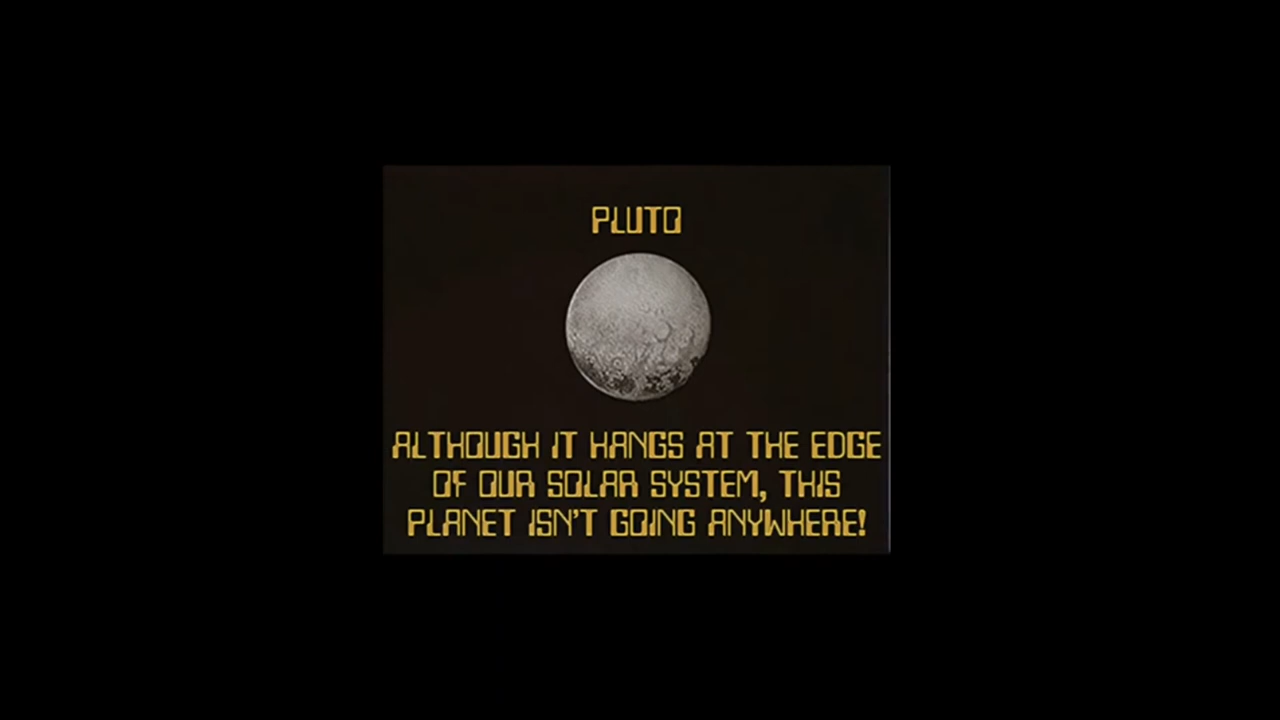 PLUTO
ALTHOUGH IT HANGS AT THE EDGE
OF OUR SOLAR SYSTEM, THIS
PLANET ISN'T GOING ANYWHERE!